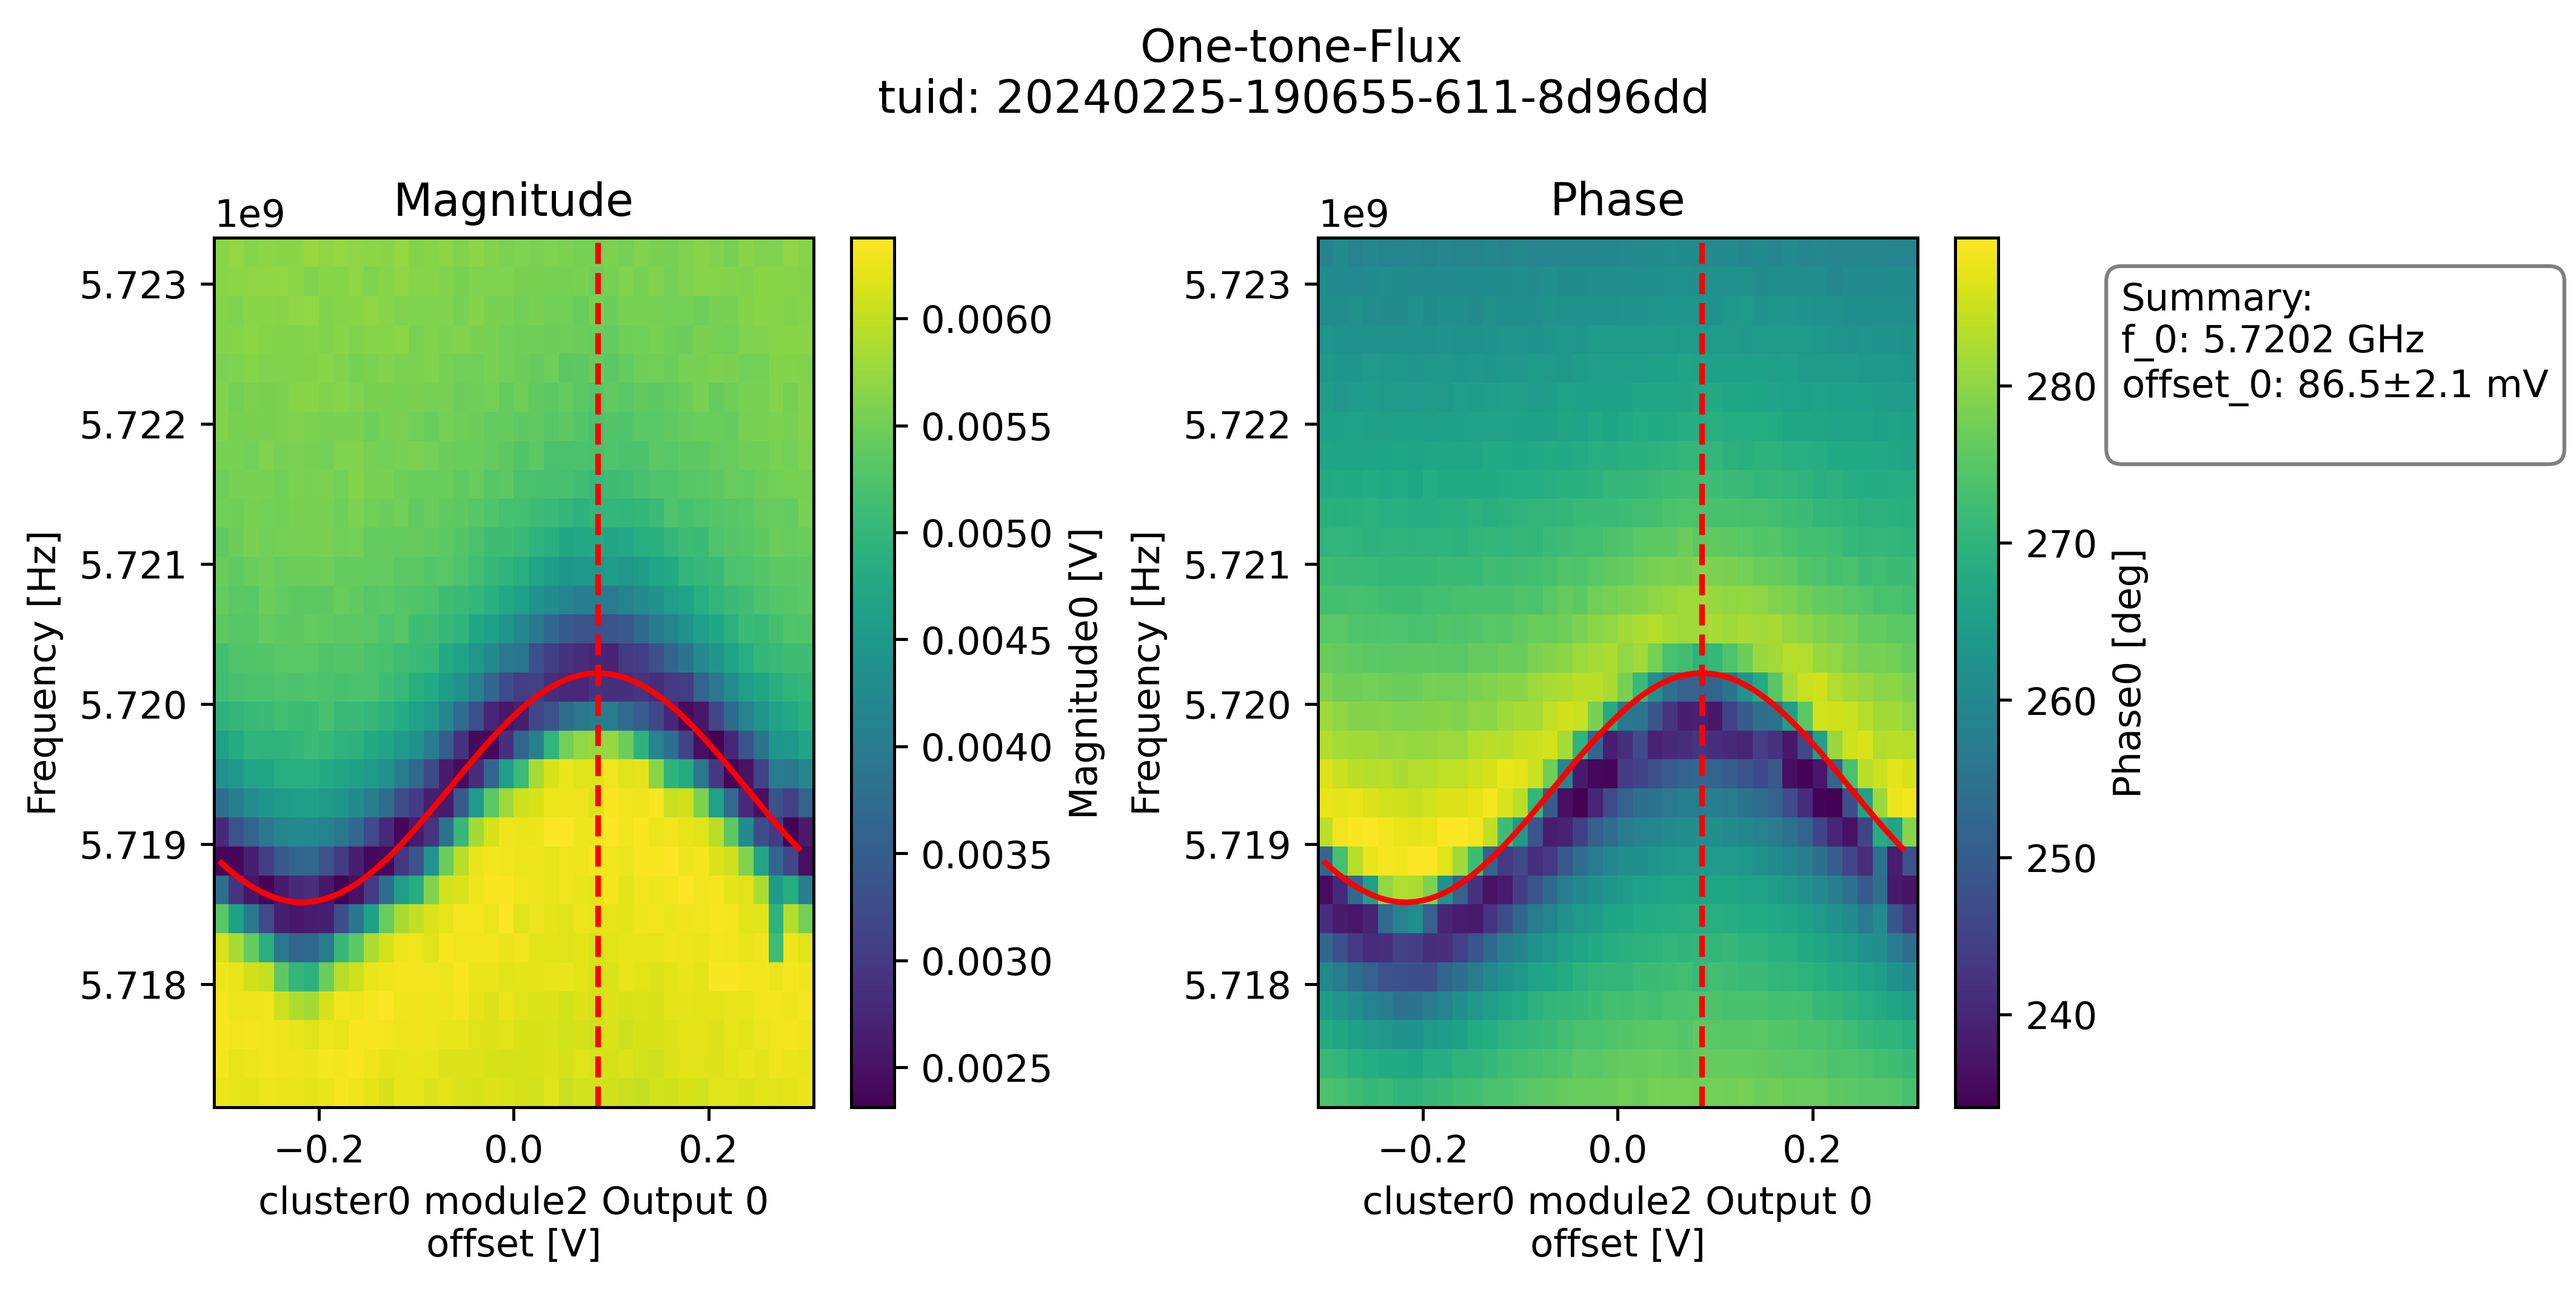 One-tone-Flux
tuid: 20240225-190655-611-8d96dd
Magnitude
1e9
5.723
5.722
5.721
5.720
5.719
5.718
Frequency [Hz]
−0.2
0.0
0.2
cluster0 module2 Output 0
offset [V]
0.0060
0.0055
0.0050
0.0045
0.0040
0.0035
0.0030
0.0025
Magnitude0 [V]
Phase
1e9
5.723
5.722
5.721
5.720
5.719
5.718
Frequency [Hz]
−0.2
0.0
0.2
cluster0 module2 Output 0
offset [V]
280
270
260
250
240
Phase0 [deg]
Summary:
f_0: 5.7202 GHz
offset_0: 86.5±2.1 mV